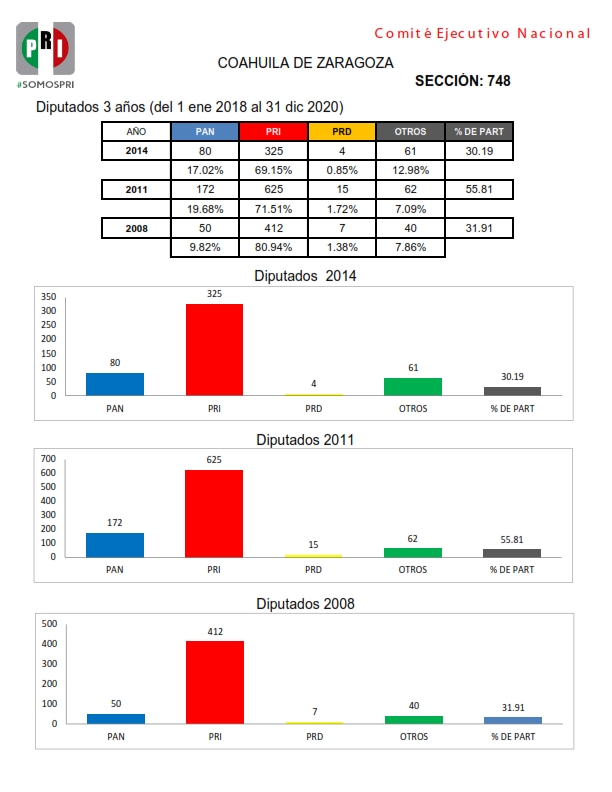 PRI
#SOMOSPRI
Comité Ejecutivo Nacional
COAHUILA DE ZARAGOZA
SECCIÓN: 748
Diputados 3 años (del 1 ene 2018 al 31 dic 2020)
AÑO PAN PRI PRD OTROS % DE PART
2014 80 325 4 61 30.19
17.02% 69.15% 0.85% 12.98%
2011 172 625 15 62 55.81
19.68% 71.51% 1.72% 7.09%
2008 50 412 7 40 31.91
9.82% 80.94% 1.38% 7.86%
Diputados 2014
350
300
250
200
150
100
50
0
80 325 4 61 30.19
PAN PRI PRD OTROS % DE PART
Diputados 2011
700
600
500
400
300
200
100
0
172 625 15 62 55.81
PAN PRI PRD OTROS % DE PART
Diputados 2008
500
400
300
200
100
0
50 412 7 40 31.91
PAN PRI PRD OTROS % DE PART